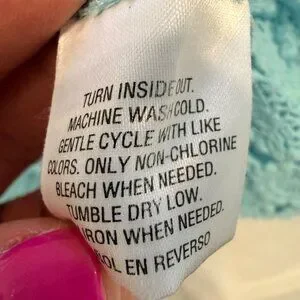 TURN INSIDE OUT.
MACHINE WASH COLD.
GENTLE CYCLE WITH LIKE
COLORS. ONLY NON-CHLORINE
BLEACH WHEN NEEDED.
TUMBLE DRY LOW.
IRON WHEN NEEDED.
EN REVERSO